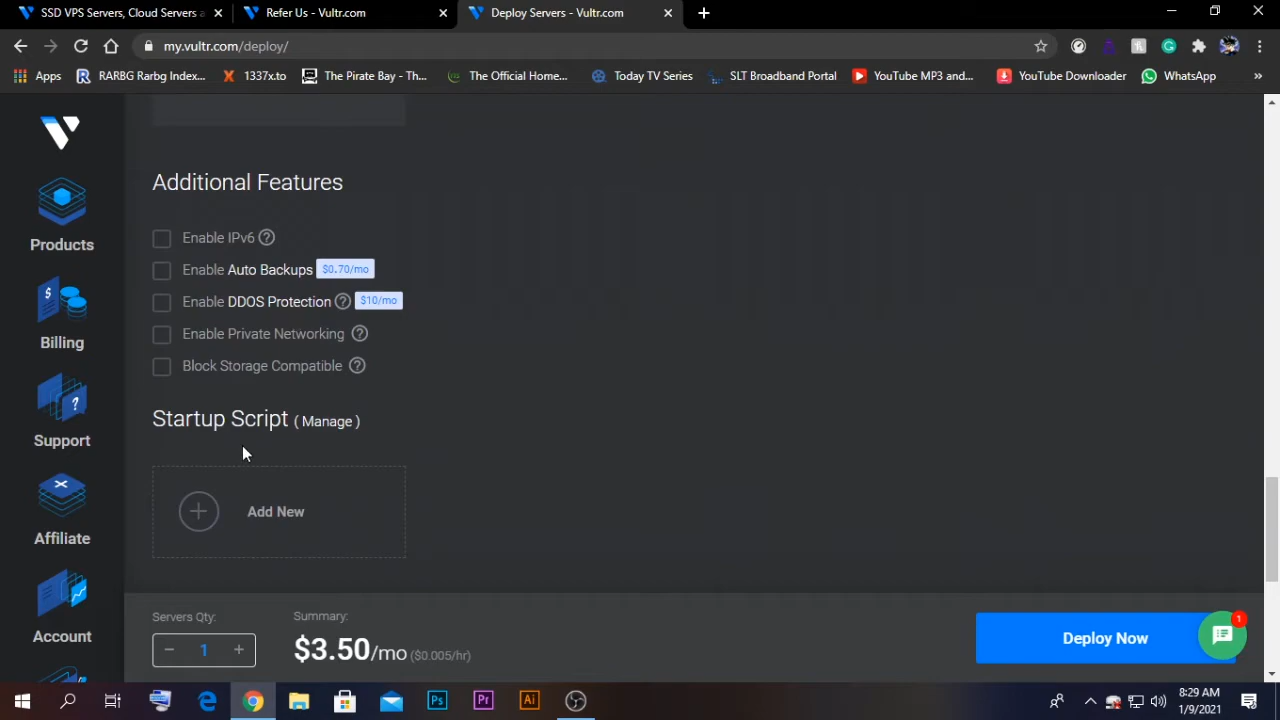 SSD VPS Servers, Cloud Servers a
Refer Us - Vultr.com
Deploy Servers - Vultr.com
my.vultr.com/deploy/
Apps
RARBG Rarbg Index...
1337x.to
The Pirate Bay - Th...
The Official Home...
Today TV Series
SLT Broadband Portal
YouTube MP3 and...
YouTube Downloader
WhatsApp
»
Products
Billing
Support
Affiliate
Account
Additional Features
Enable IPv6 ?
Enable Auto Backups $0.70/mo
Enable DDOS Protection ? $10/mo
Enable Private Networking ?
Block Storage Compatible ?
Startup Script ( Manage )
+ Add New
Servers Qty:
− 1 +
Summary:
$3.50/mo ($0.005/hr)
Deploy Now
1
Ps
Pr
Ai
8:29 AM
1/9/2021